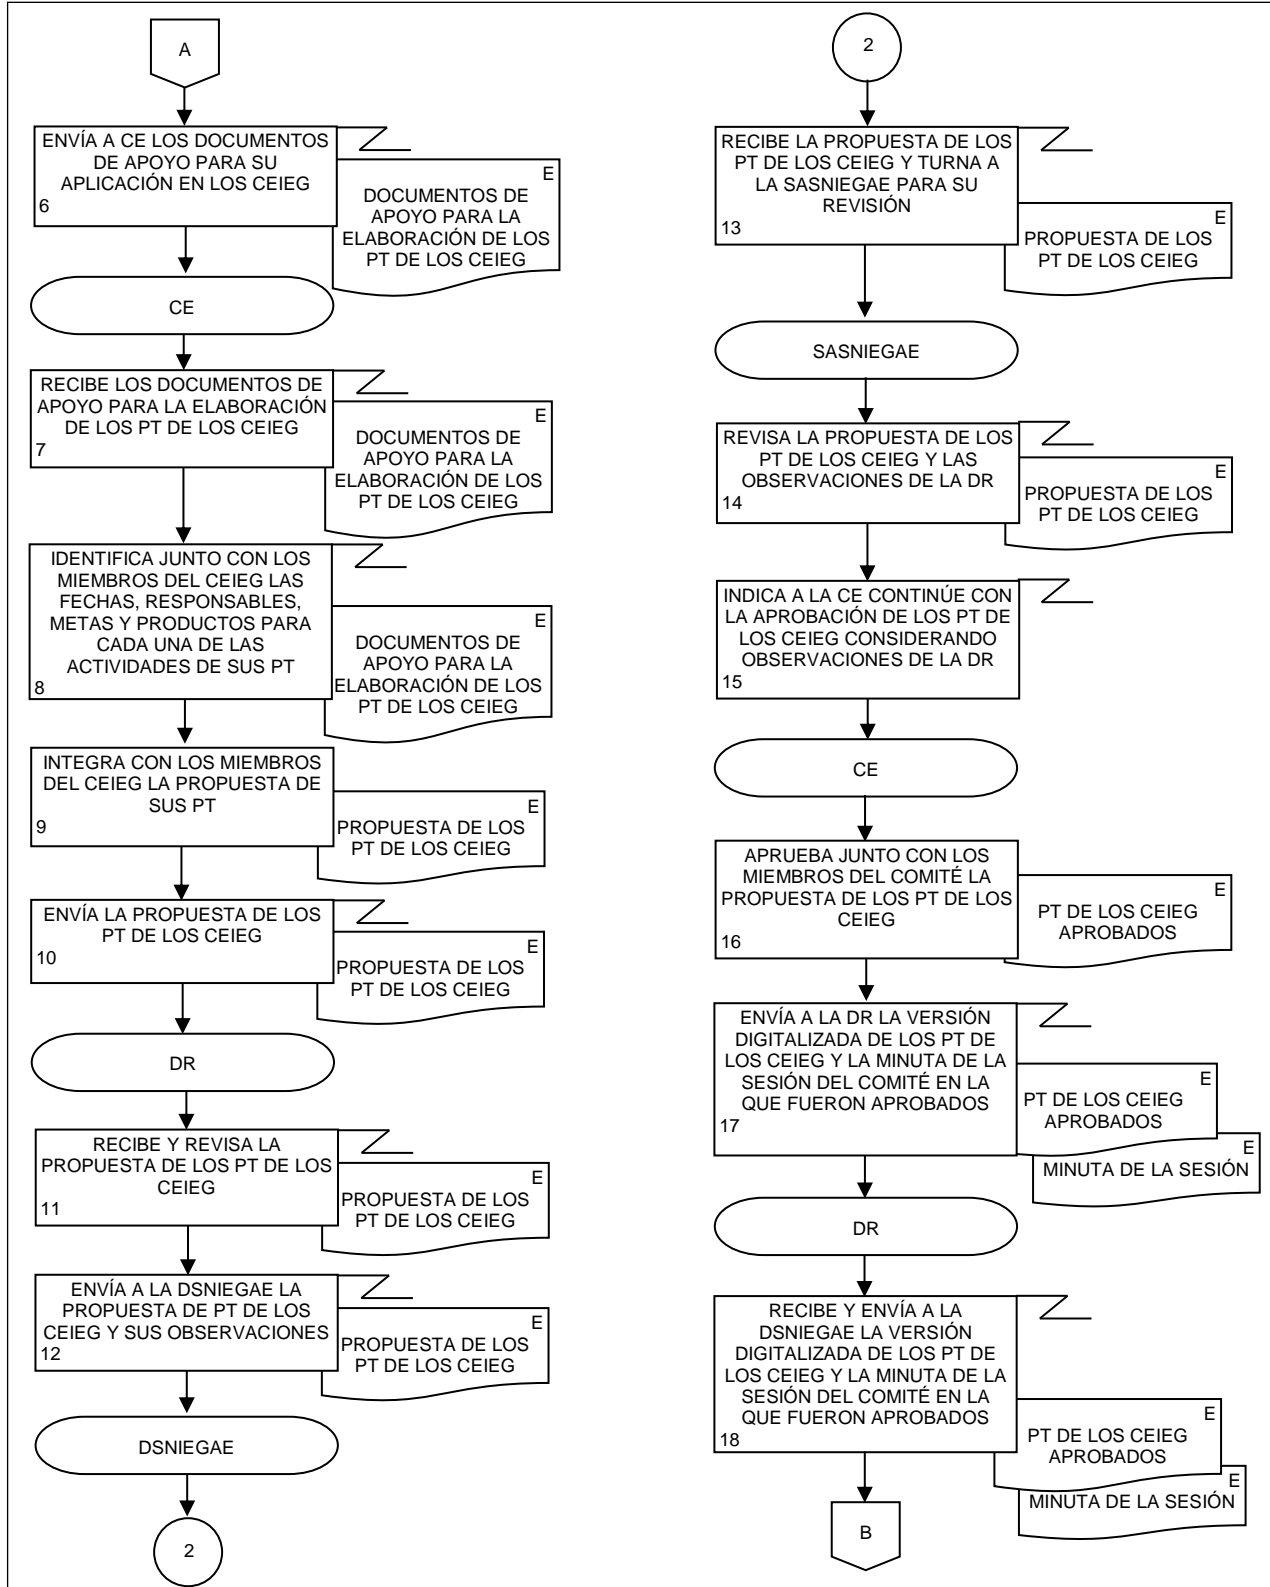 A
ENVÍA A CE LOS DOCUMENTOS
DE APOYO PARA SU
APLICACIÓN EN LOS CEIEG
6
E
DOCUMENTOS DE
APOYO PARA LA
ELABORACIÓN DE LOS
PT DE LOS CEIEG
CE
RECIBE LOS DOCUMENTOS DE
APOYO PARA LA ELABORACIÓN
DE LOS PT DE LOS CEIEG
7
E
DOCUMENTOS DE
APOYO PARA LA
ELABORACIÓN DE LOS
PT DE LOS CEIEG
IDENTIFICA JUNTO CON LOS
MIEMBROS DEL CEIEG LAS
FECHAS, RESPONSABLES,
METAS Y PRODUCTOS PARA
CADA UNA DE LAS
ACTIVIDADES DE SUS PT
8
E
DOCUMENTOS DE
APOYO PARA LA
ELABORACIÓN DE LOS
PT DE LOS CEIEG
INTEGRA CON LOS MIEMBROS
DEL CEIEG LA PROPUESTA DE
SUS PT
9
E
PROPUESTA DE LOS
PT DE LOS CEIEG
ENVÍA LA PROPUESTA DE LOS
PT DE LOS CEIEG
10
E
PROPUESTA DE LOS
PT DE LOS CEIEG
DR
RECIBE Y REVISA LA
PROPUESTA DE LOS PT DE LOS
CEIEG
11
E
PROPUESTA DE LOS
PT DE LOS CEIEG
ENVÍA A LA DSNIEGAE LA
PROPUESTA DE PT DE LOS
CEIEG Y SUS OBSERVACIONES
12
E
PROPUESTA DE LOS
PT DE LOS CEIEG
DSNIEGAE
2
2
RECIBE LA PROPUESTA DE LOS
PT DE LOS CEIEG Y TURNA A
LA SASNIEGAE PARA SU
REVISIÓN
13
E
PROPUESTA DE LOS
PT DE LOS CEIEG
SASNIEGAE
REVISA LA PROPUESTA DE LOS
PT DE LOS CEIEG Y LAS
OBSERVACIONES DE LA DR
14
E
PROPUESTA DE LOS
PT DE LOS CEIEG
INDICA A LA CE CONTINÚE CON
LA APROBACIÓN DE LOS PT DE
LOS CEIEG CONSIDERANDO
OBSERVACIONES DE LA DR
15
CE
APRUEBA JUNTO CON LOS
MIEMBROS DEL COMITÉ LA
PROPUESTA DE LOS PT DE LOS
CEIEG
16
E
PT DE LOS CEIEG
APROBADOS
ENVÍA A LA DR LA VERSIÓN
DIGITALIZADA DE LOS PT DE
LOS CEIEG Y LA MINUTA DE LA
SESIÓN DEL COMITÉ EN LA
QUE FUERON APROBADOS
17
E
PT DE LOS CEIEG
APROBADOS
E
MINUTA DE LA SESIÓN
DR
RECIBE Y ENVÍA A LA
DSNIEGAE LA VERSIÓN
DIGITALIZADA DE LOS PT DE
LOS CEIEG Y LA MINUTA DE LA
SESIÓN DEL COMITÉ EN LA
QUE FUERON APROBADOS
18
E
PT DE LOS CEIEG
APROBADOS
E
MINUTA DE LA SESIÓN
B